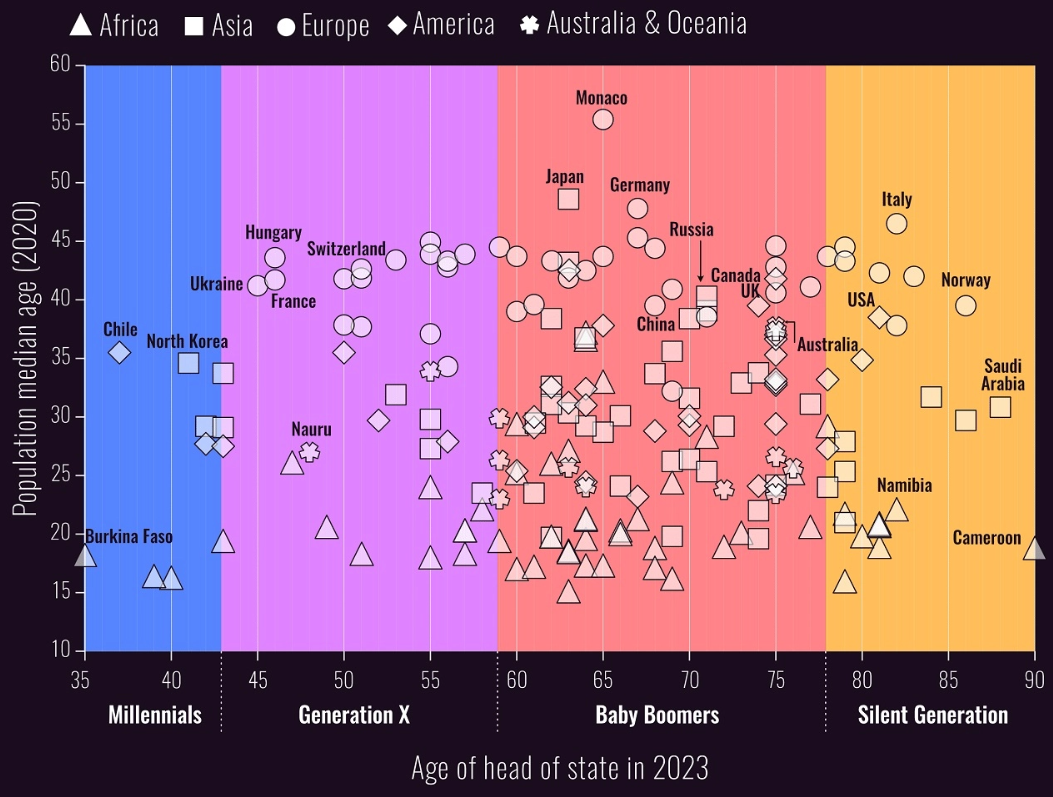 Africa Asia Europe America Australia & Oceania
Population median age (2020)
60
55
50
45
40
35
30
25
20
15
10
Monaco
Japan
Germany
Italy
Russia
Hungary
Switzerland
Ukraine
France
Canada
UK
USA
Norway
Chile
North Korea
China
Australia
Saudi
Arabia
Nauru
Namibia
Burkina Faso
Cameroon
35 40 45 50 55 60 65 70 75 80 85 90
Millennials Generation X Baby Boomers Silent Generation
Age of head of state in 2023